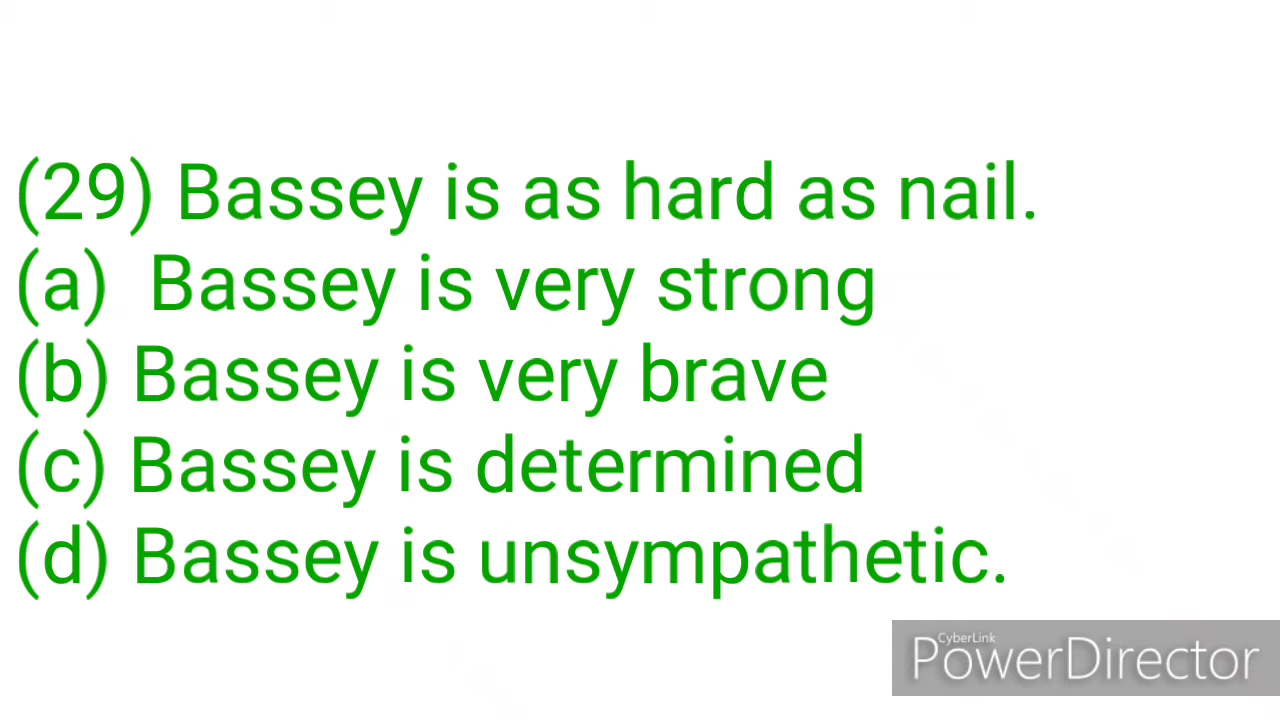 (29) Bassey is as hard as nail.
(a) Bassey is very strong
(b) Bassey is very brave
(c) Bassey is determined
(d) Bassey is unsympathetic.
CyberLink
PowerDirector